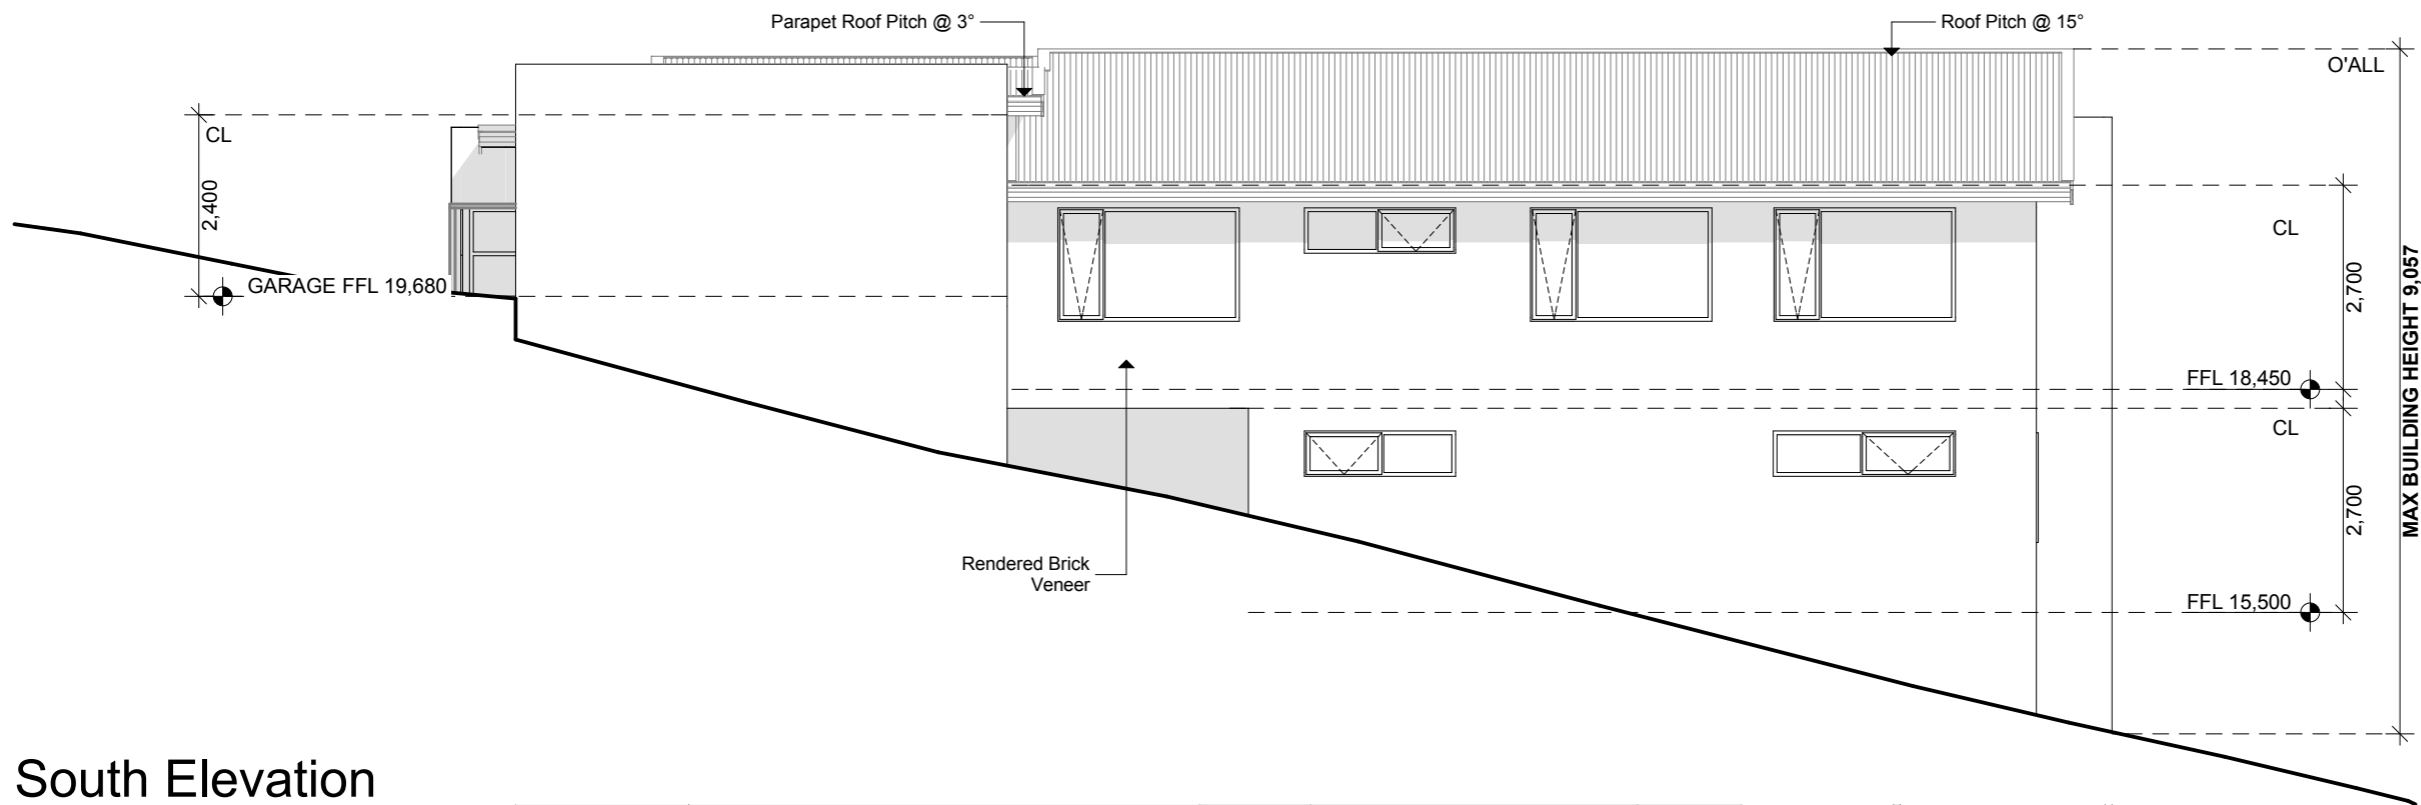 Parapet Roof Pitch @ 3°
Roof Pitch @ 15°
O'ALL
CL
2,400
GARAGE FFL 19,680
CL
2,700
MAX BUILDING HEIGHT 9,057
FFL 18,450
CL
2,700
Rendered Brick
Veneer
FFL 15,500
South Elevation